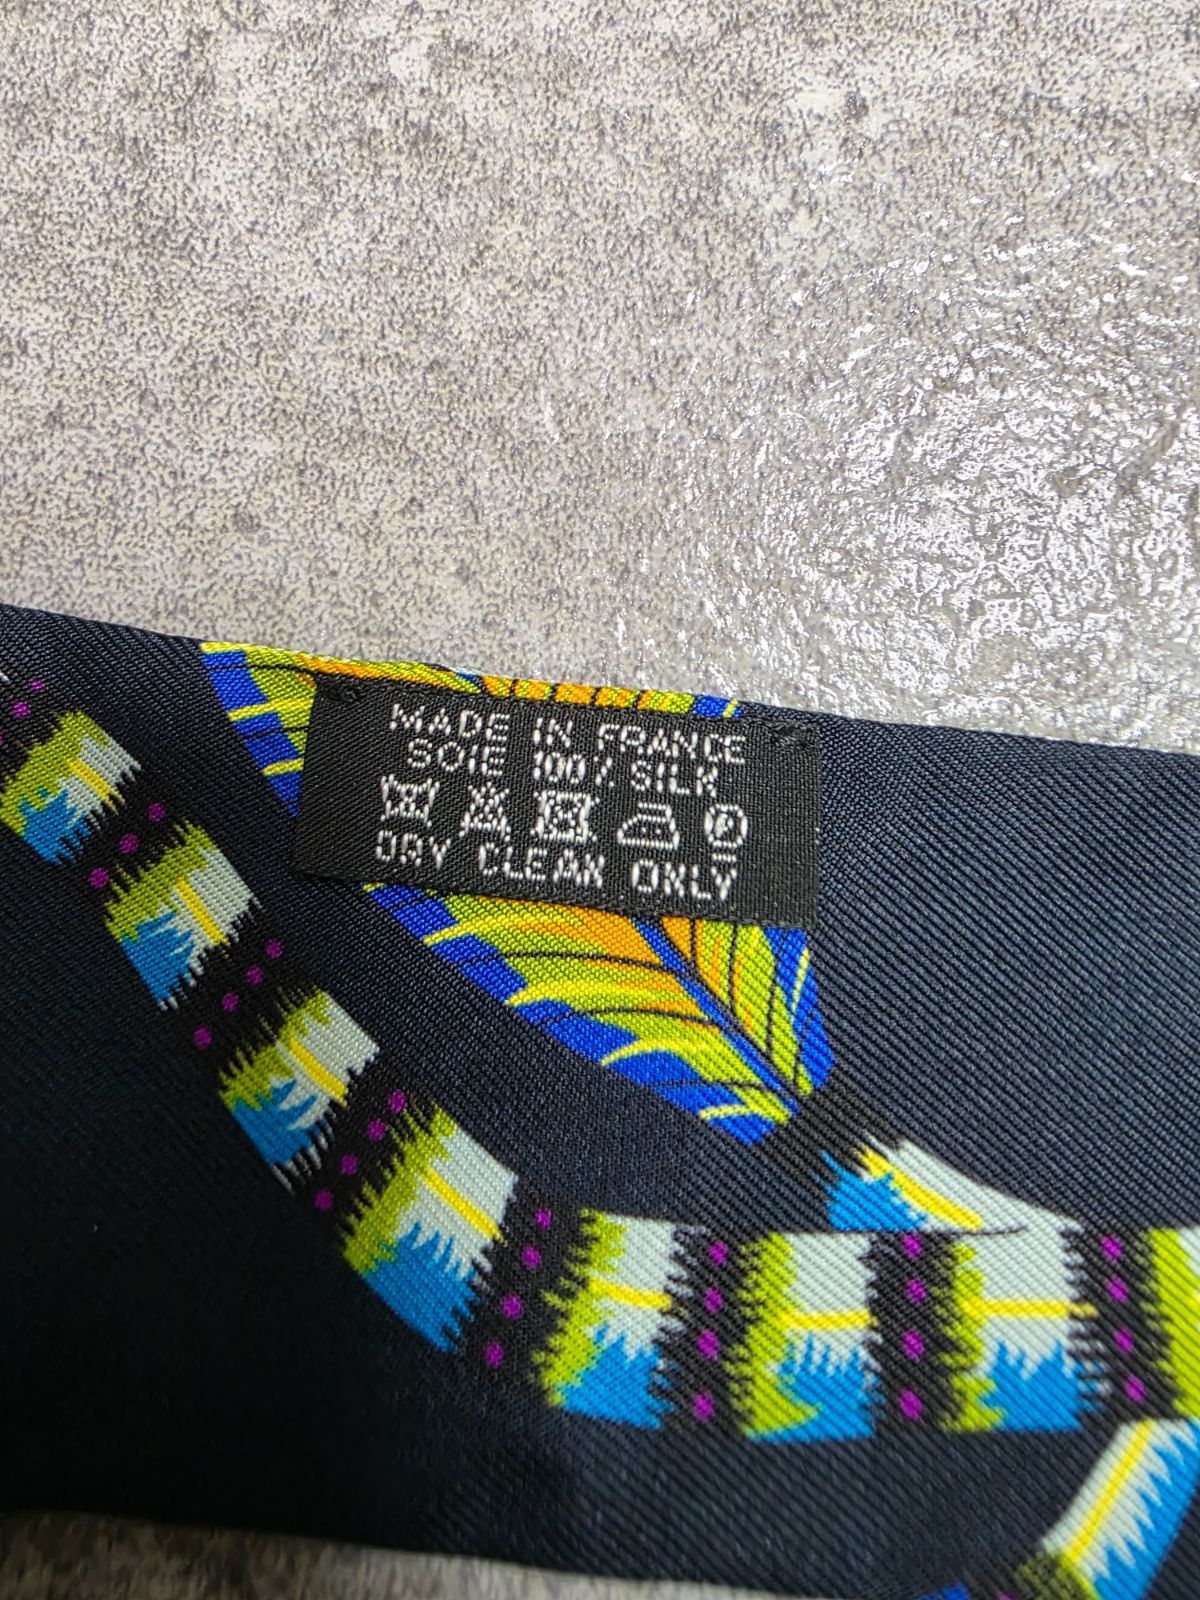 MADE IN FRANCE
SOIE 100% SILK
P
DRY CLEAN ONLY